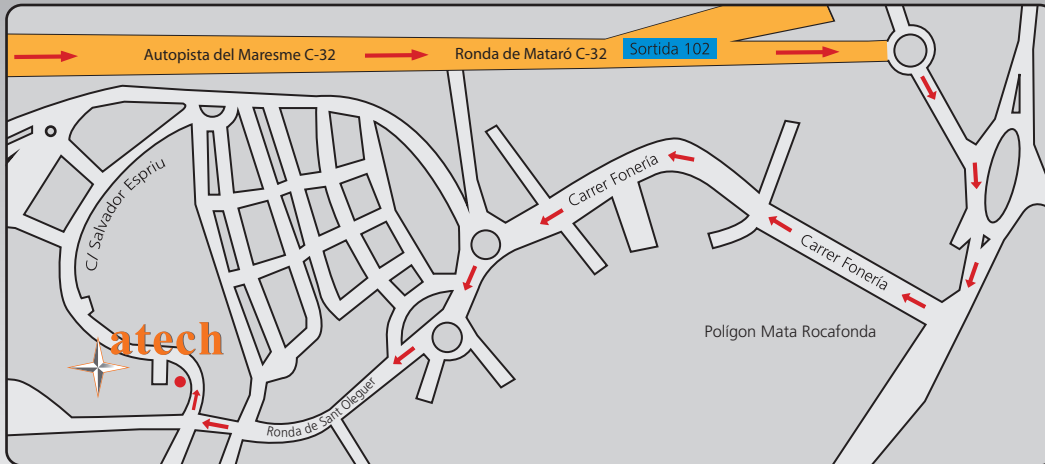 Autopista del Maresme C-32
Ronda de Mataró C-32
Sortida 102
C/ Salvador Espriu
Carrer Fonería
Carrer Fonería
Polígon Mata Rocafonda
atech
Ronda de Sant Oleguer